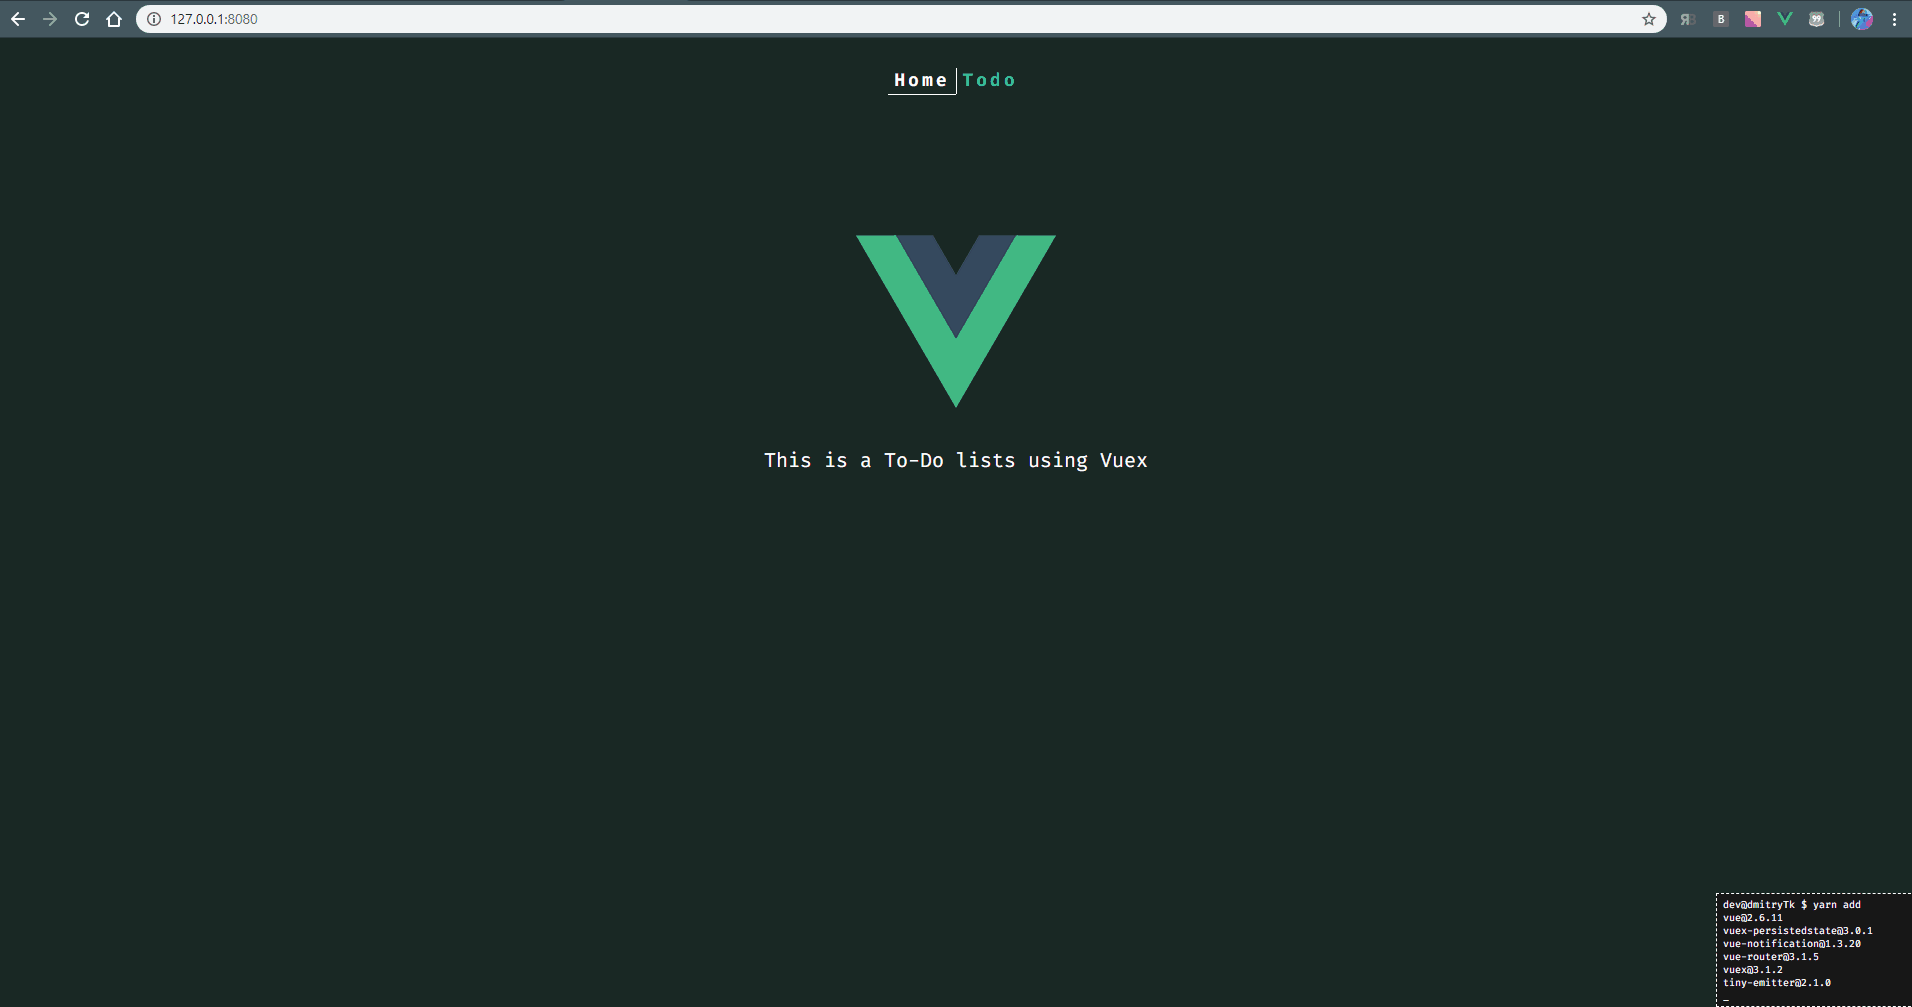 127.0.0.1:8080
B
99
Home Todo
This is a To-Do lists using Vuex
dev@dmitryTk $ yarn add
vue@2.6.11
vuex-persistedstate@3.0.1
vue-notification@1.3.20
vue-router@3.1.5
vuex@3.1.2
tiny-emitter@2.1.0
_